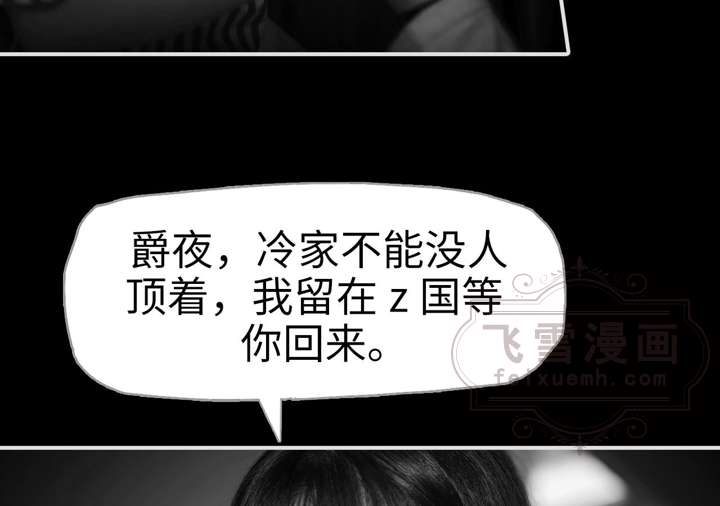 爵夜，冷家不能没人
顶着，我留在 z 国等
你回来。
飞雪漫画
feixuemh.com